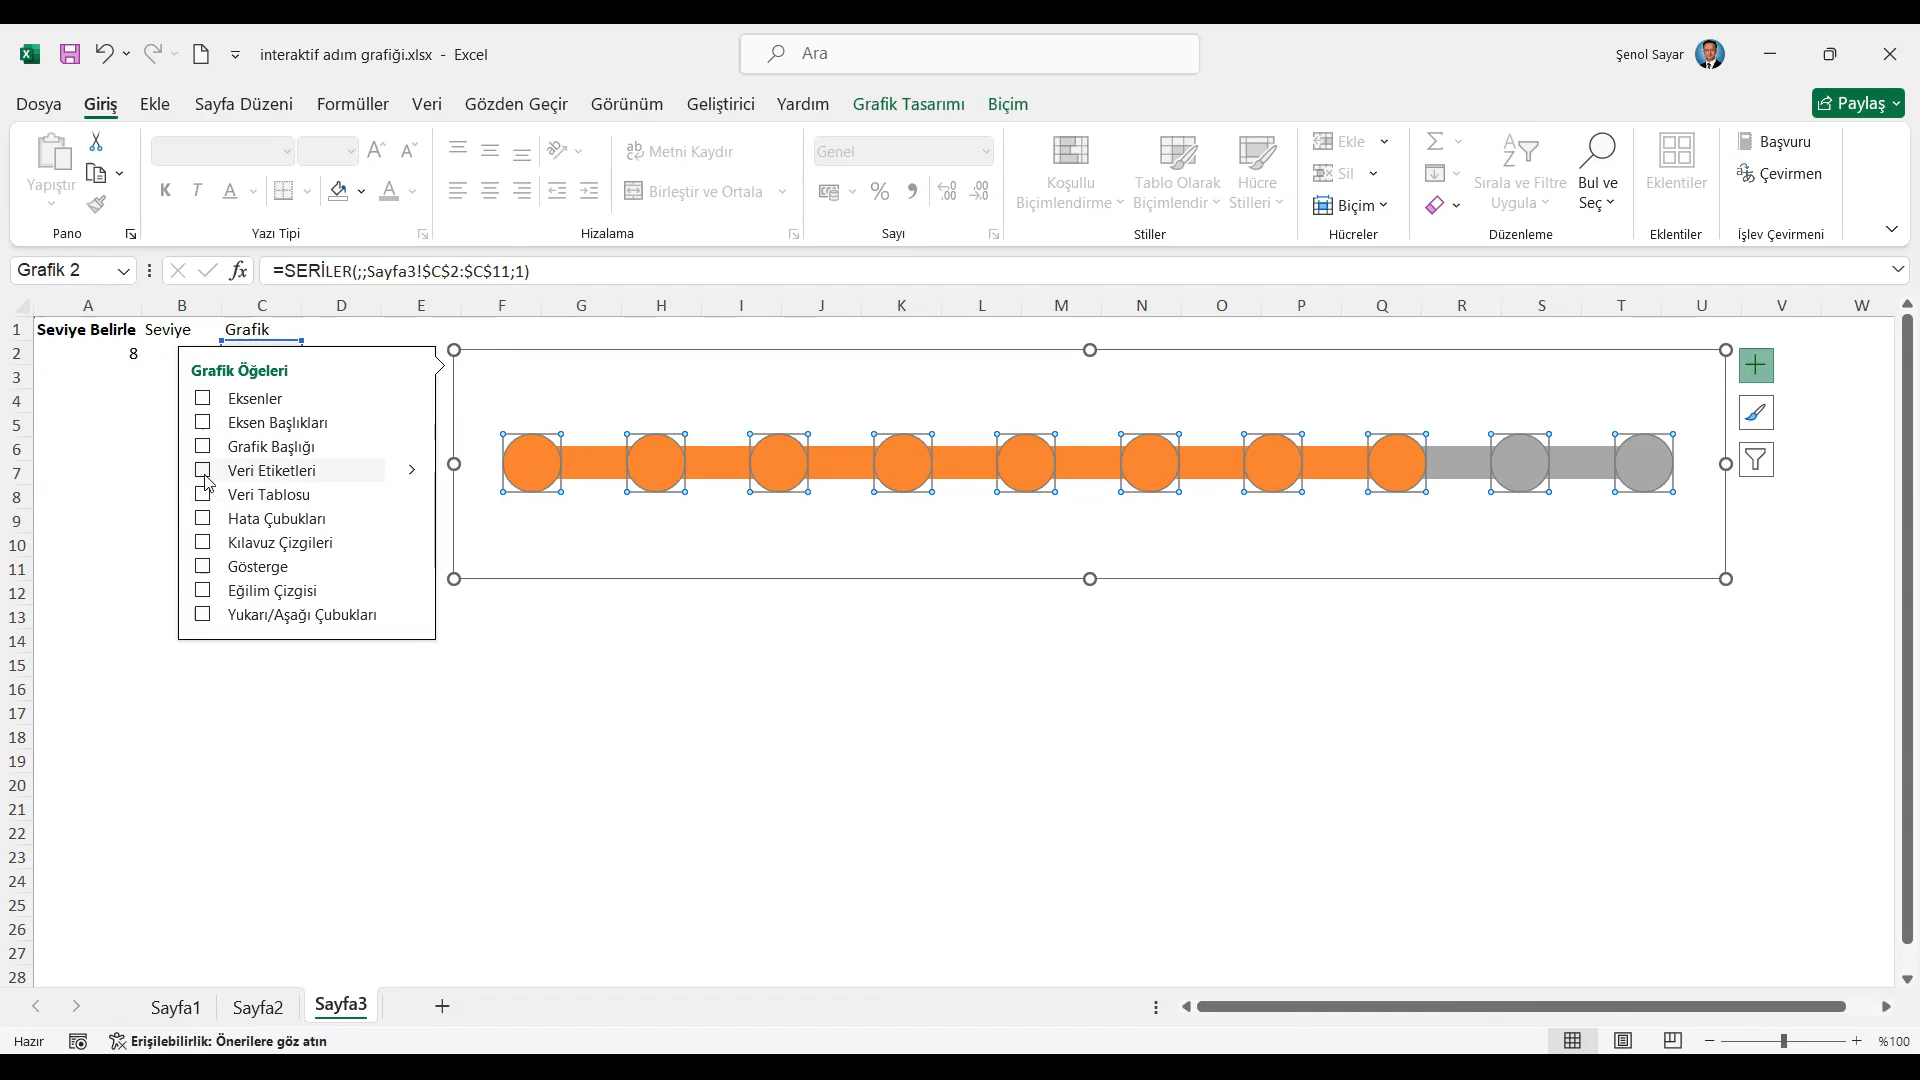 interaktif adım grafiği.xlsx - Excel
Ara
Şenol Sayar
Dosya Giriş Ekle Sayfa Düzeni Formüller Veri Gözden Geçir Görünüm Geliştirici Yardım Grafik Tasarımı Biçim
Paylaş
Yapıştır
Pano
K T A A
Yazı Tipi
Metni Kaydır
Birleştir ve Ortala
Hizalama
Genel
Sayı
Koşullu
Biçimlendirme
Tablo Olarak
Biçimlendir
Hücre
Stilleri
Stiller
Ekle
Sil
Biçim
Hücreler
Sırala ve Filtre
Uygula
Bul ve
Seç
Düzenleme
Eklentiler
Eklentiler
Başvuru
Çevirmen
İşlev Çevirmeni
Grafik 2
fx
=SERİLER(;;Sayfa3!$C$2:$C$11;1)
A B C D E F G H I J K L M N O P Q R S T U V W
1 Seviye Belirle Seviye Grafik
2 8
3
4
5
6
7
8
9
10
11
12
13
14
15
16
17
18
19
20
21
22
23
24
25
26
27
28
Grafik Öğeleri
Eksenler
Eksen Başlıkları
Grafik Başlığı
Veri Etiketleri
Veri Tablosu
Hata Çubukları
Kılavuz Çizgileri
Gösterge
Eğilim Çizgisi
Yukarı/Aşağı Çubukları
Sayfa1 Sayfa2 Sayfa3
Hazır
Erişilebilirlik: Önerilere göz atın
%100